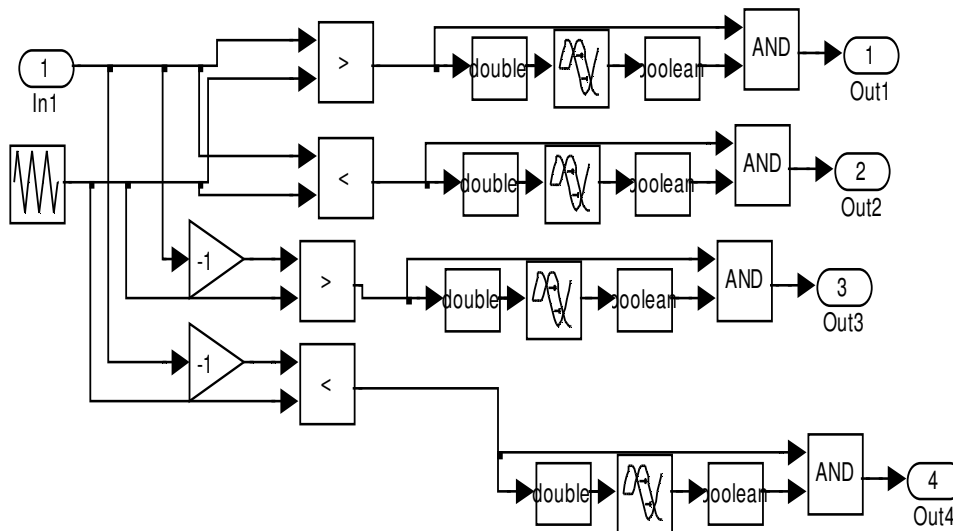 1
In1
>
double
boolean
AND
1
Out1
<
double
boolean
AND
2
Out2
-1
>
double
boolean
AND
3
Out3
-1
<
double
boolean
AND
4
Out4